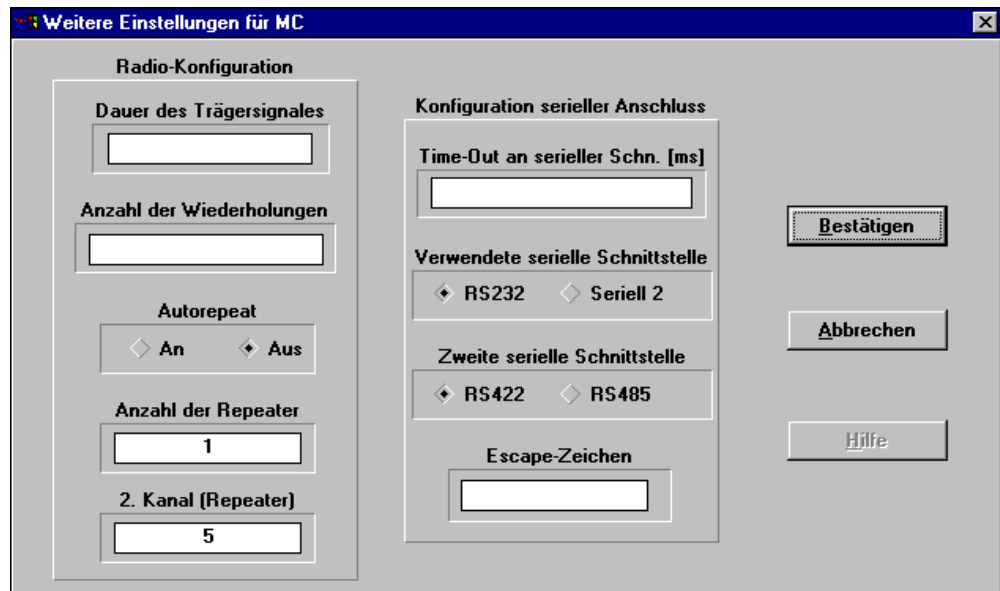 Weitere Einstellungen für MC
Radio-Konfiguration
Dauer des Trägersignales
Anzahl der Wiederholungen
Autorepeat
An Aus
Anzahl der Repeater
1
2. Kanal (Repeater)
5
Konfiguration serieller Anschluss
Time-Out an serieller Schn. [ms]
Verwendete serielle Schnittstelle
RS232 Seriell 2
Zweite serielle Schnittstelle
RS422 RS485
Escape-Zeichen
Bestätigen
Abbrechen
Hilfe